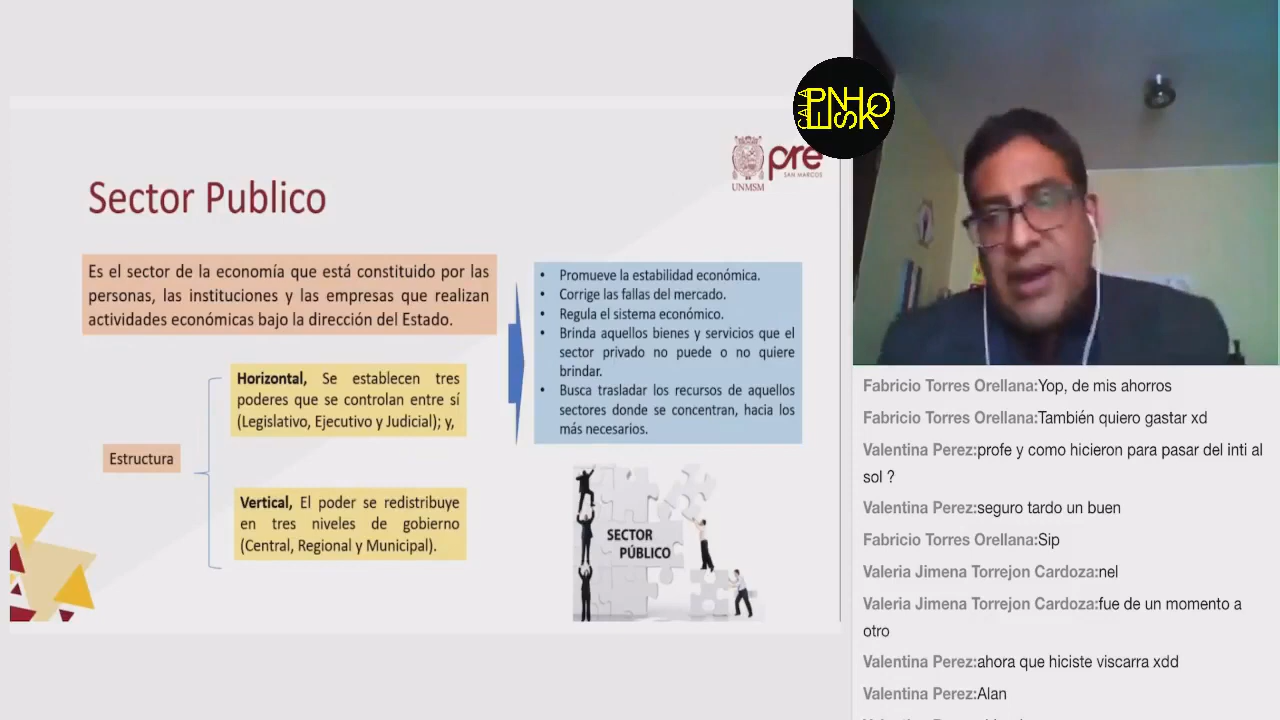 CALA
PENHO
ESK
UNMSM
pre
SAN MARCOS
Sector Publico
Es el sector de la economía que está constituido por las
personas, las instituciones y las empresas que realizan
actividades económicas bajo la dirección del Estado.
• Promueve la estabilidad económica.
• Corrige las fallas del mercado.
• Regula el sistema económico.
• Brinda aquellos bienes y servicios que el
sector privado no puede o no quiere
brindar.
• Busca trasladar los recursos de aquellos
sectores donde se concentran, hacia los
más necesarios.
Estructura
Horizontal, Se establecen tres
poderes que se controlan entre sí
(Legislativo, Ejecutivo y Judicial); y,
Vertical, El poder se redistribuye
en tres niveles de gobierno
(Central, Regional y Municipal).
SECTOR
PÚBLICO
Fabricio Torres Orellana:Yop, de mis ahorros
Fabricio Torres Orellana:También quiero gastar xd
Valentina Perez:profe y como hicieron para pasar del inti al
sol ?
Valentina Perez:seguro tardo un buen
Fabricio Torres Orellana:Sip
Valeria Jimena Torrejon Cardoza:nel
Valeria Jimena Torrejon Cardoza:fue de un momento a
otro
Valentina Perez:ahora que hiciste viscarra xdd
Valentina Perez:Alan